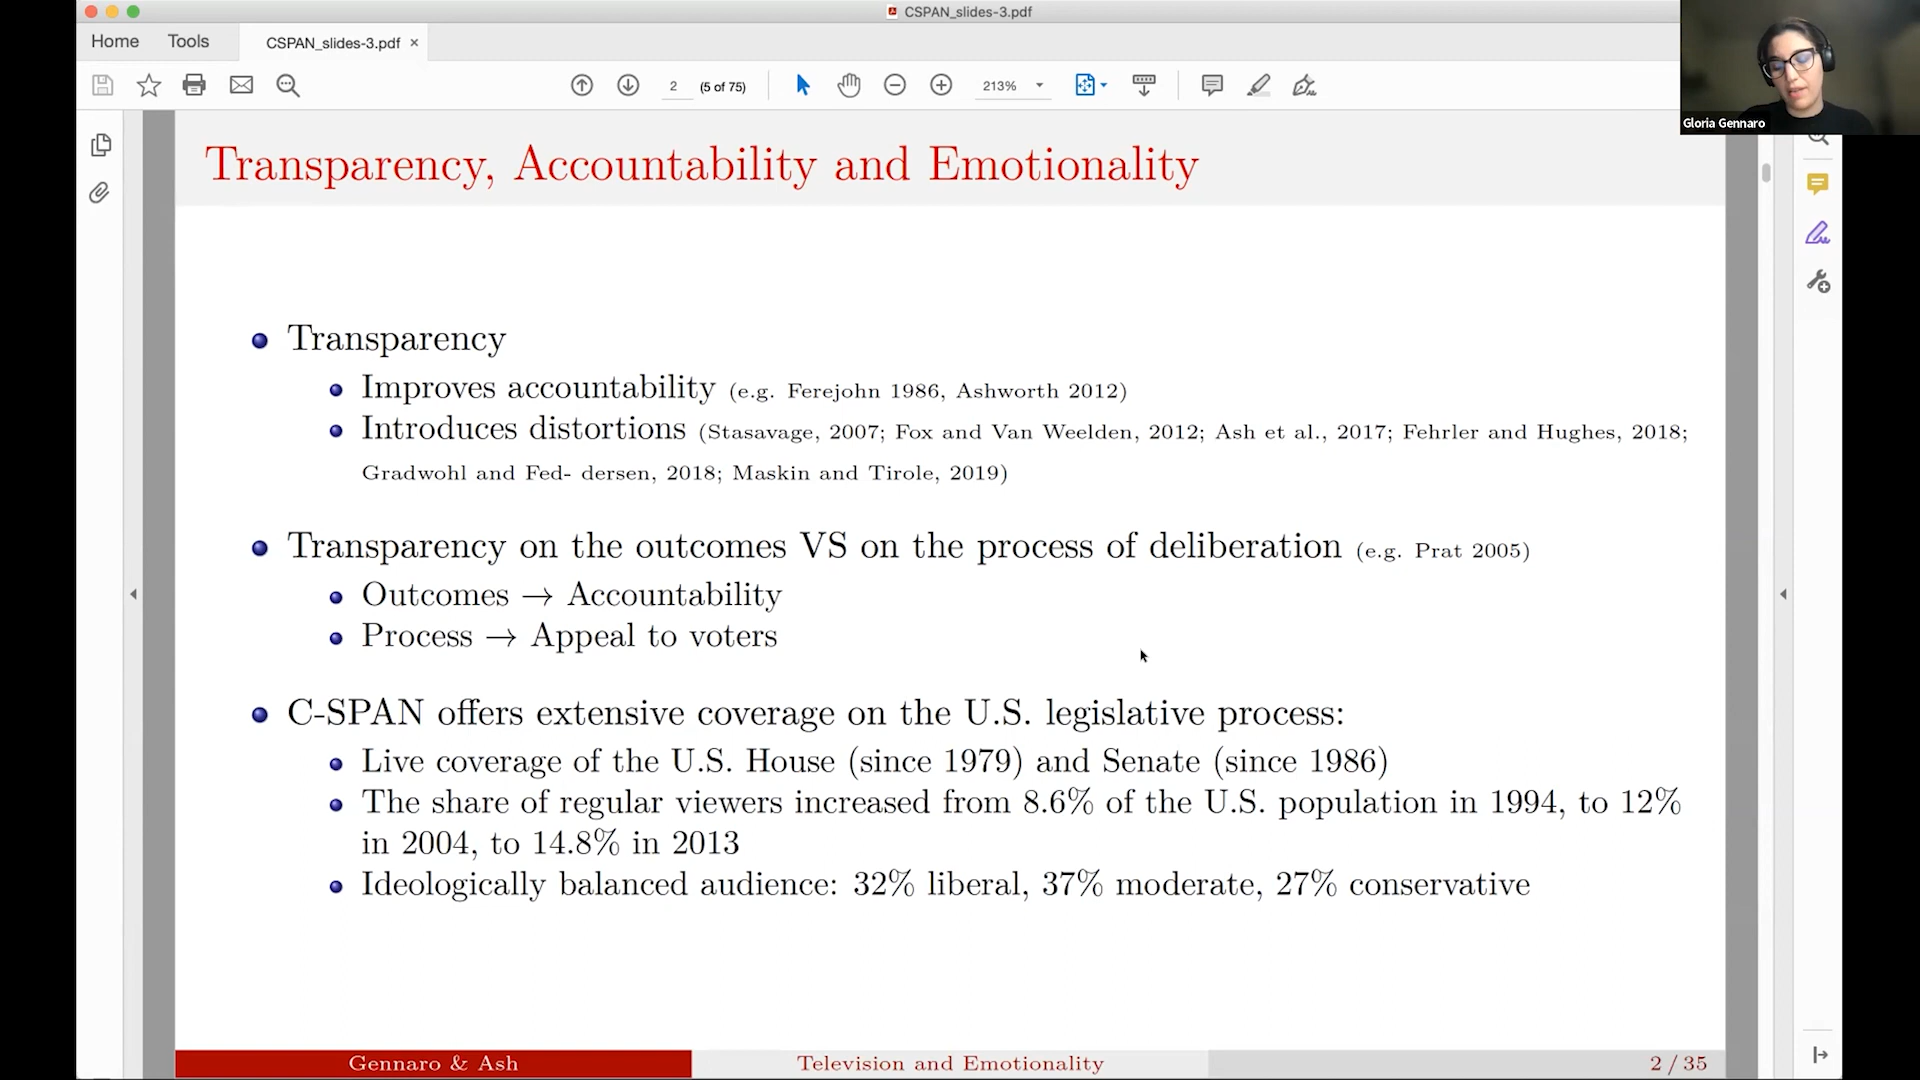 CSPAN_slides-3.pdf
Home Tools CSPAN_slides-3.pdf ×
2 (5 of 75) 213%
Gloria Gennaro
Transparency, Accountability and Emotionality
Transparency
Improves accountability (e.g. Ferejohn 1986, Ashworth 2012)
Introduces distortions (Stasavage, 2007; Fox and Van Weelden, 2012; Ash et al., 2017; Fehrler and Hughes, 2018;
Gradwohl and Fed- dersen, 2018; Maskin and Tirole, 2019)
Transparency on the outcomes VS on the process of deliberation (e.g. Prat 2005)
Outcomes → Accountability
Process → Appeal to voters
C-SPAN offers extensive coverage on the U.S. legislative process:
Live coverage of the U.S. House (since 1979) and Senate (since 1986)
The share of regular viewers increased from 8.6% of the U.S. population in 1994, to 12%
in 2004, to 14.8% in 2013
Ideologically balanced audience: 32% liberal, 37% moderate, 27% conservative
Gennaro & Ash Television and Emotionality 2 / 35